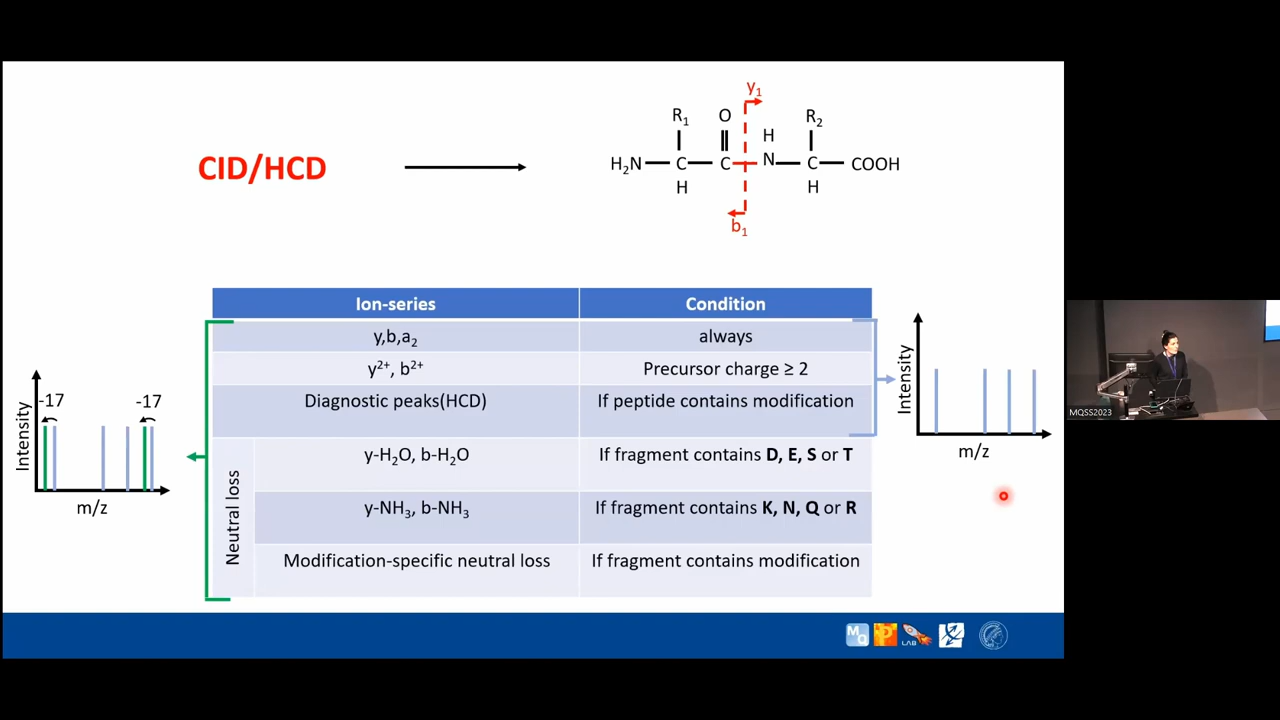 CID/HCD
y₁
R₁ O H R₂
H₂N C C N C COOH
H H
b₁
Ion-series Condition
y,b,a₂ always
y²⁺, b²⁺ Precursor charge ≥ 2
Diagnostic peaks(HCD) If peptide contains modification
Neutral loss
y-H₂O, b-H₂O If fragment contains D, E, S or T
y-NH₃, b-NH₃ If fragment contains K, N, Q or R
Modification-specific neutral loss If fragment contains modification
-17 -17
Intensity
m/z
Intensity
m/z
MQ P LAB
MQSS2023